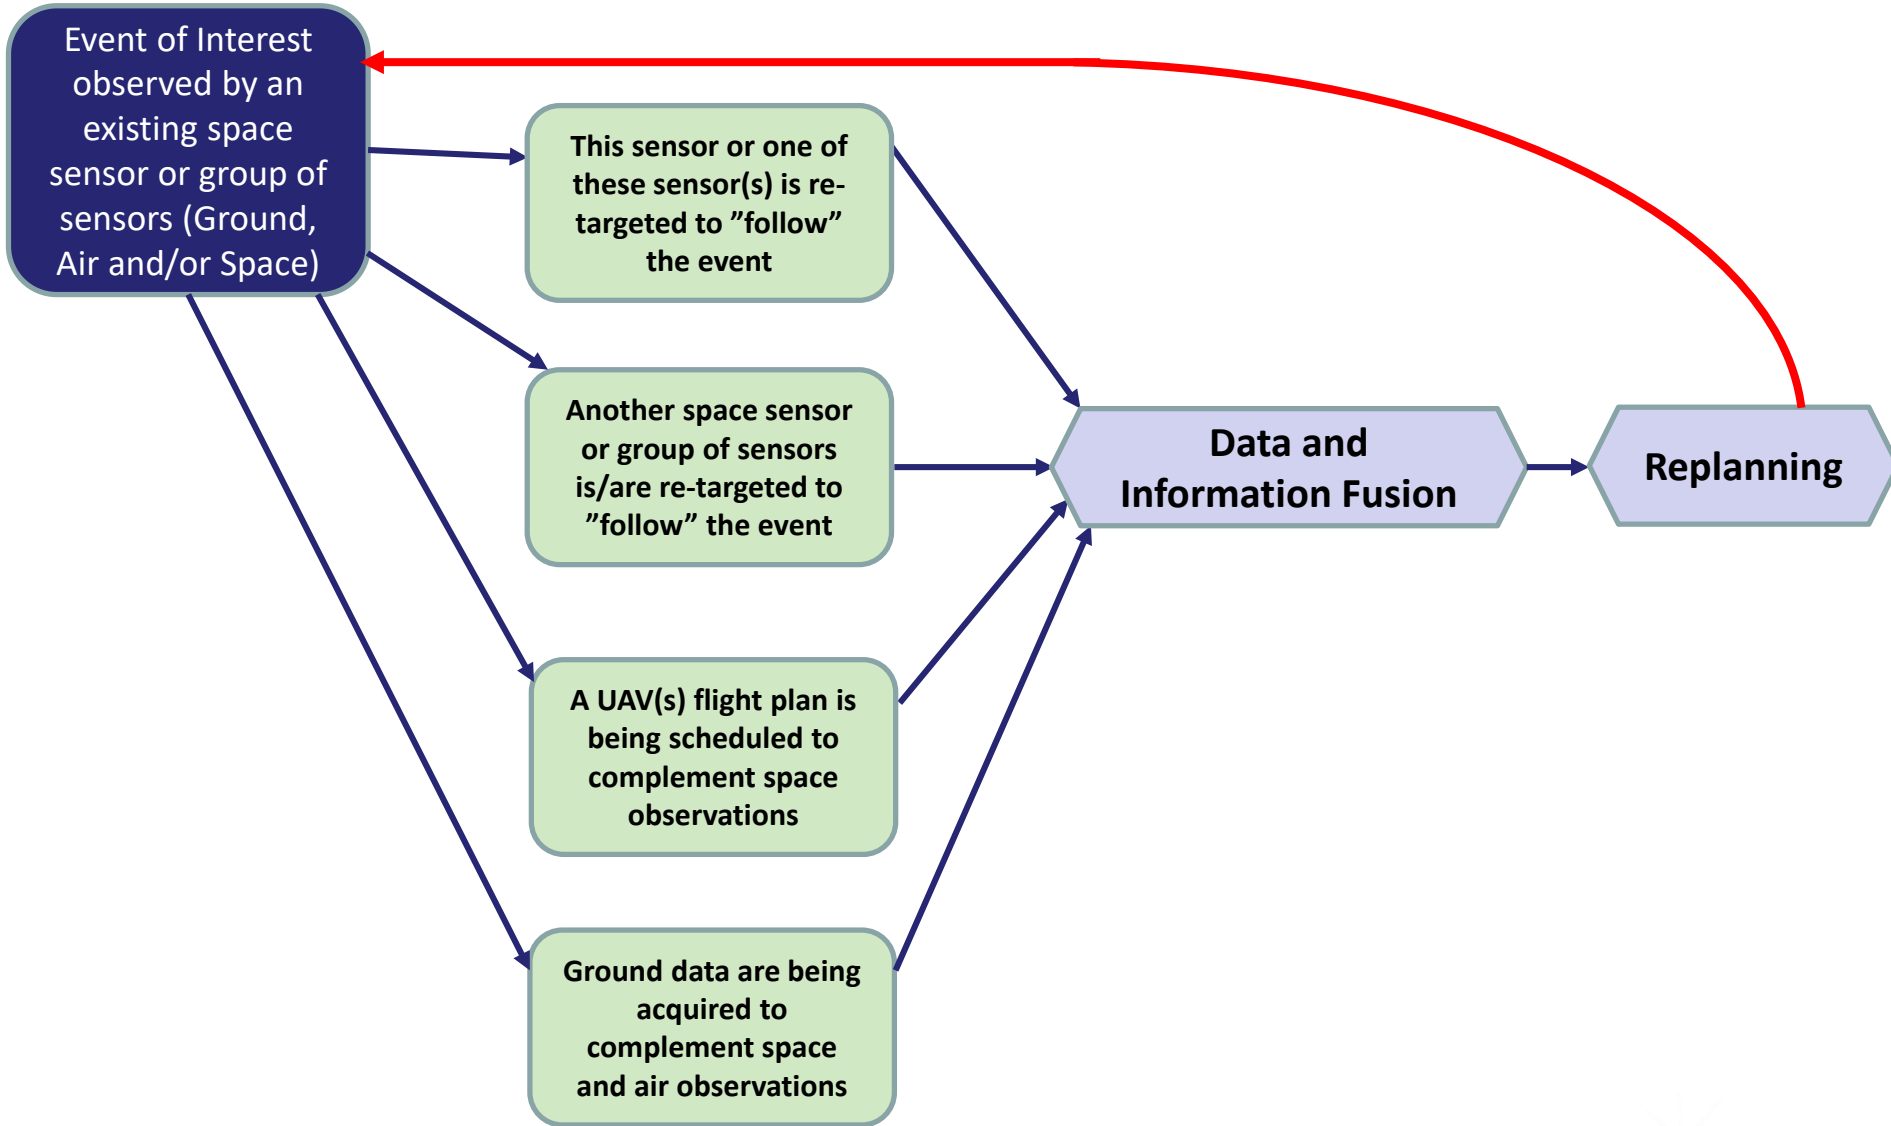 Event of Interest
observed by an
existing space
sensor or group of
sensors (Ground,
Air and/or Space)
This sensor or one of
these sensor(s) is re-
targeted to ”follow”
the event
Another space sensor
or group of sensors
is/are re-targeted to
”follow” the event
A UAV(s) flight plan is
being scheduled to
complement space
observations
Ground data are being
acquired to
complement space
and air observations
Data and
Information Fusion
Replanning